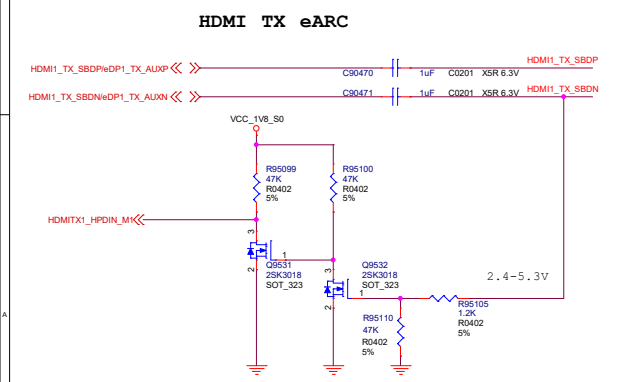 HDMI TX eARC
HDMI1_TX_SBDP/eDP1_TX_AUXP
C90470
1uF
C0201
X5R 6.3V
HDMI1_TX_SBDP
HDMI1_TX_SBDN/eDP1_TX_AUXN
C90471
1uF
C0201
X5R 6.3V
HDMI1_TX_SBDN
VCC_1V8_S0
R95099
47K
R0402
5%
R95100
47K
R0402
5%
HDMITX1_HPDIN_M1
3
1
2
Q9531
2SK3018
SOT_323
3
1
2
Q9532
2SK3018
SOT_323
2.4-5.3V
R95105
1.2K
R0402
5%
R95110
47K
R0402
5%
A